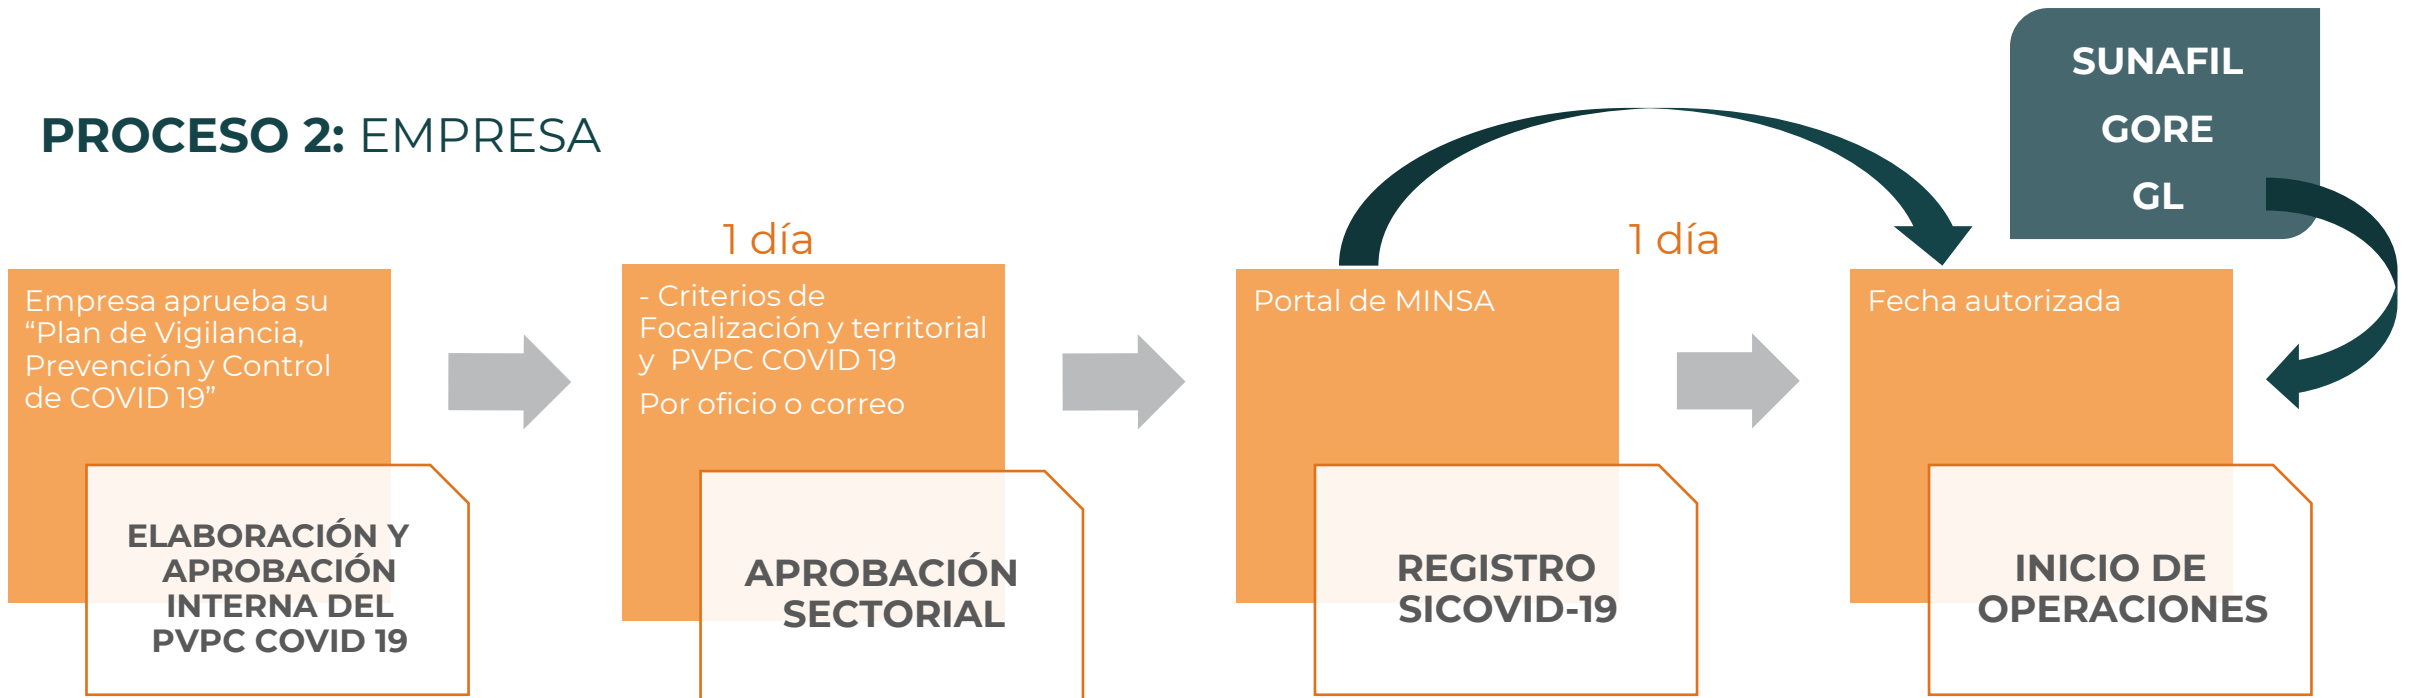 PROCESO 2: EMPRESA
SUNAFIL
GORE
GL
1 día
1 día
Empresa aprueba su
“Plan de Vigilancia,
Prevención y Control
de COVID 19”
ELABORACIÓN Y
APROBACIÓN
INTERNA DEL
PVPC COVID 19
- Criterios de
Focalización y territorial
y PVPC COVID 19
Por oficio o correo
APROBACIÓN
SECTORIAL
Portal de MINSA
REGISTRO
SICOVID-19
Fecha autorizada
INICIO DE
OPERACIONES